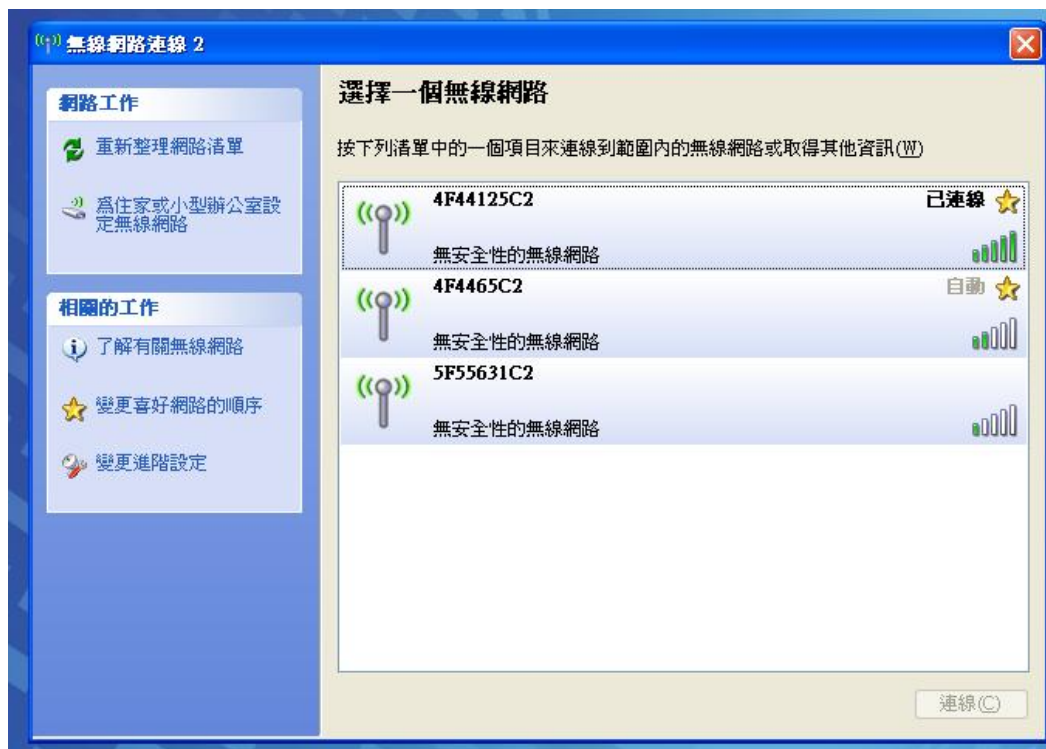 無線網路連線 2
網路工作
重新整理網路清單
為住家或小型辦公室設
定無線網路
相關的工作
了解有關無線網路
變更喜好網路的順序
變更進階設定
選擇一個無線網路
按下列清單中的一個項目來連線到範圍內的無線網路或取得其他資訊(W)
4F44125C2
已連線
無安全性的無線網路
4F4465C2
自動
無安全性的無線網路
5F55631C2
無安全性的無線網路
連線(C)